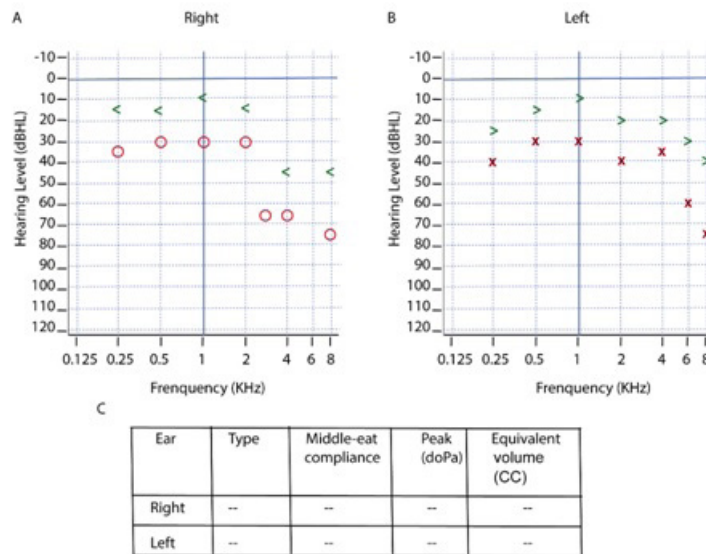 A
Right
B
Left
Hearing Level (dBHL)
-10
0
10
20
30
40
50
60
70
80
90
100
110
120
0.125 0.25 0.5 1 2 4 6 8
Frenquency (KHz)
Hearing Level (dBHL)
-10
0
10
20
30
40
50
60
70
80
90
100
110
120
0.125 0.25 0.5 1 2 4 6 8
Frenquency (KHz)
C
Ear Type Middle-eat compliance Peak (doPa) Equivalent volume (CC)
Right -- -- -- --
Left -- -- -- --